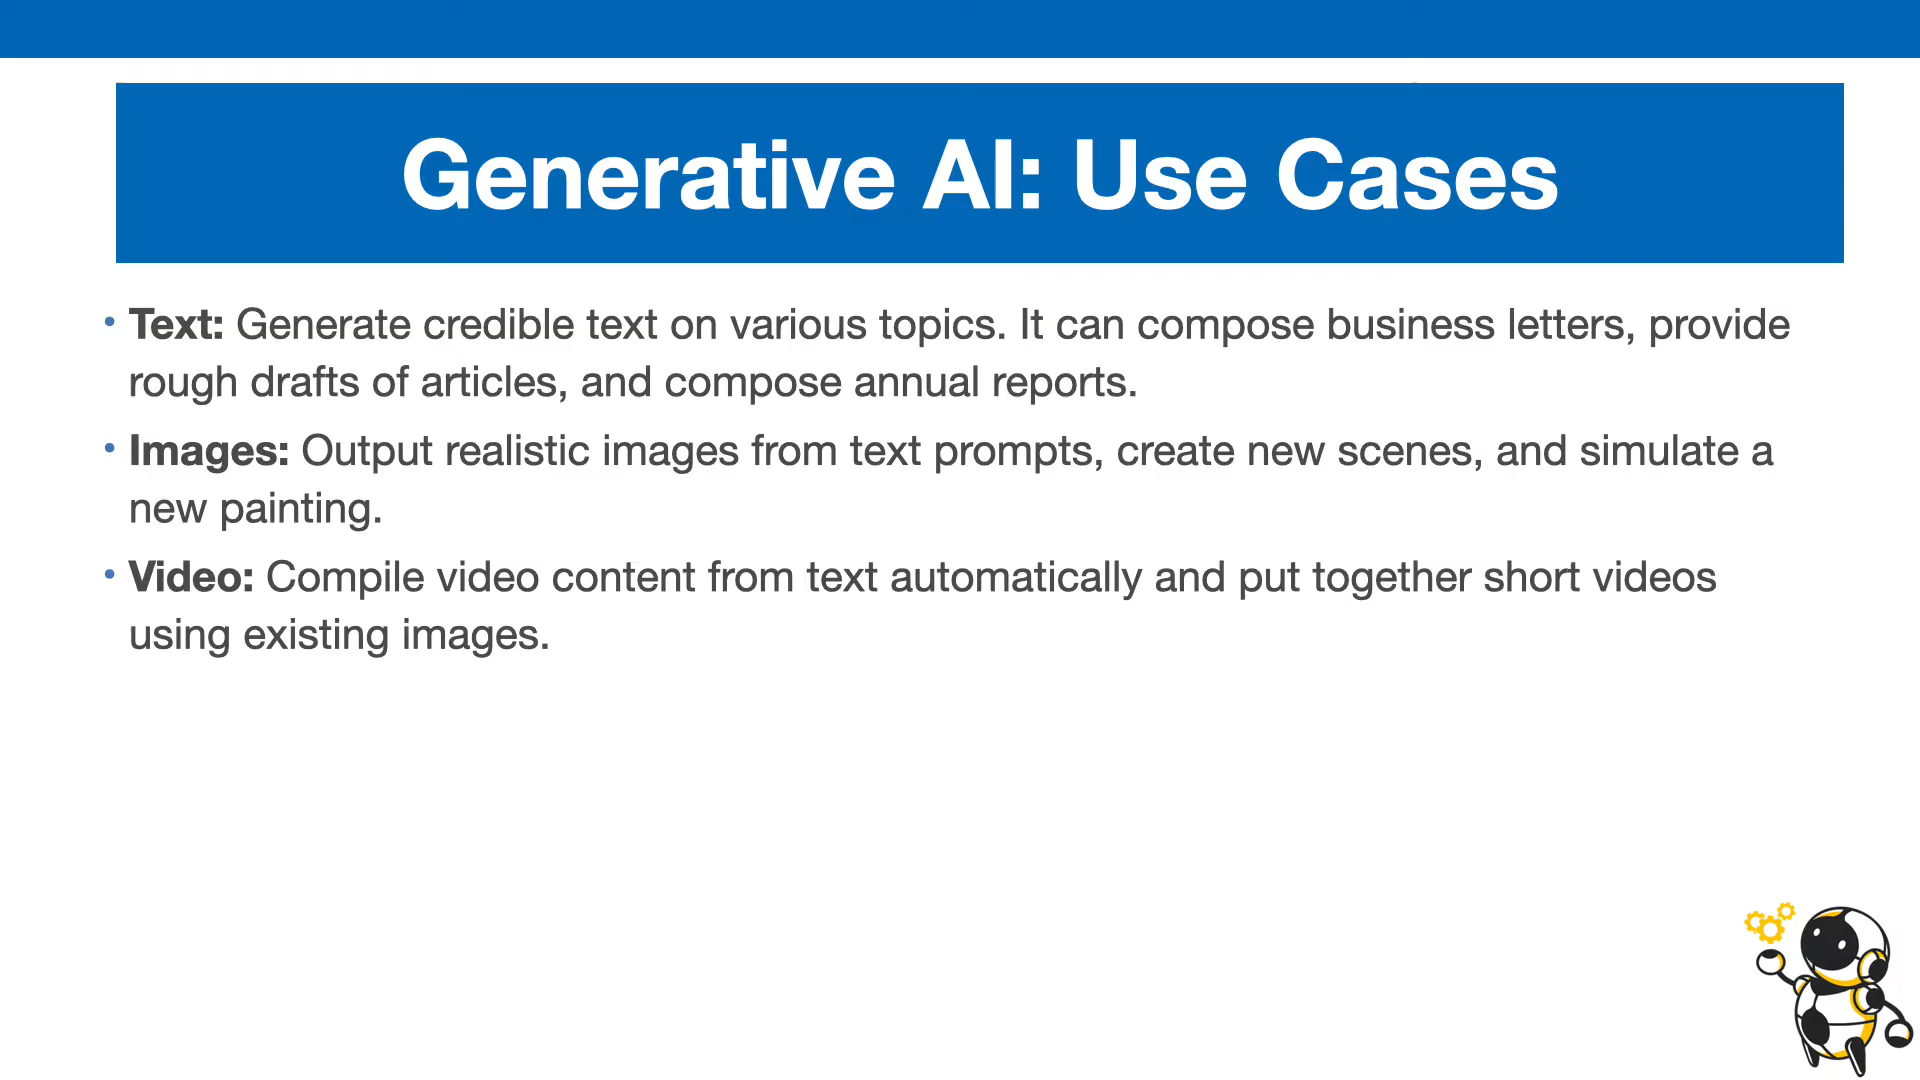 Generative AI: Use Cases
• Text: Generate credible text on various topics. It can compose business letters, provide
rough drafts of articles, and compose annual reports.
• Images: Output realistic images from text prompts, create new scenes, and simulate a
new painting.
• Video: Compile video content from text automatically and put together short videos
using existing images.